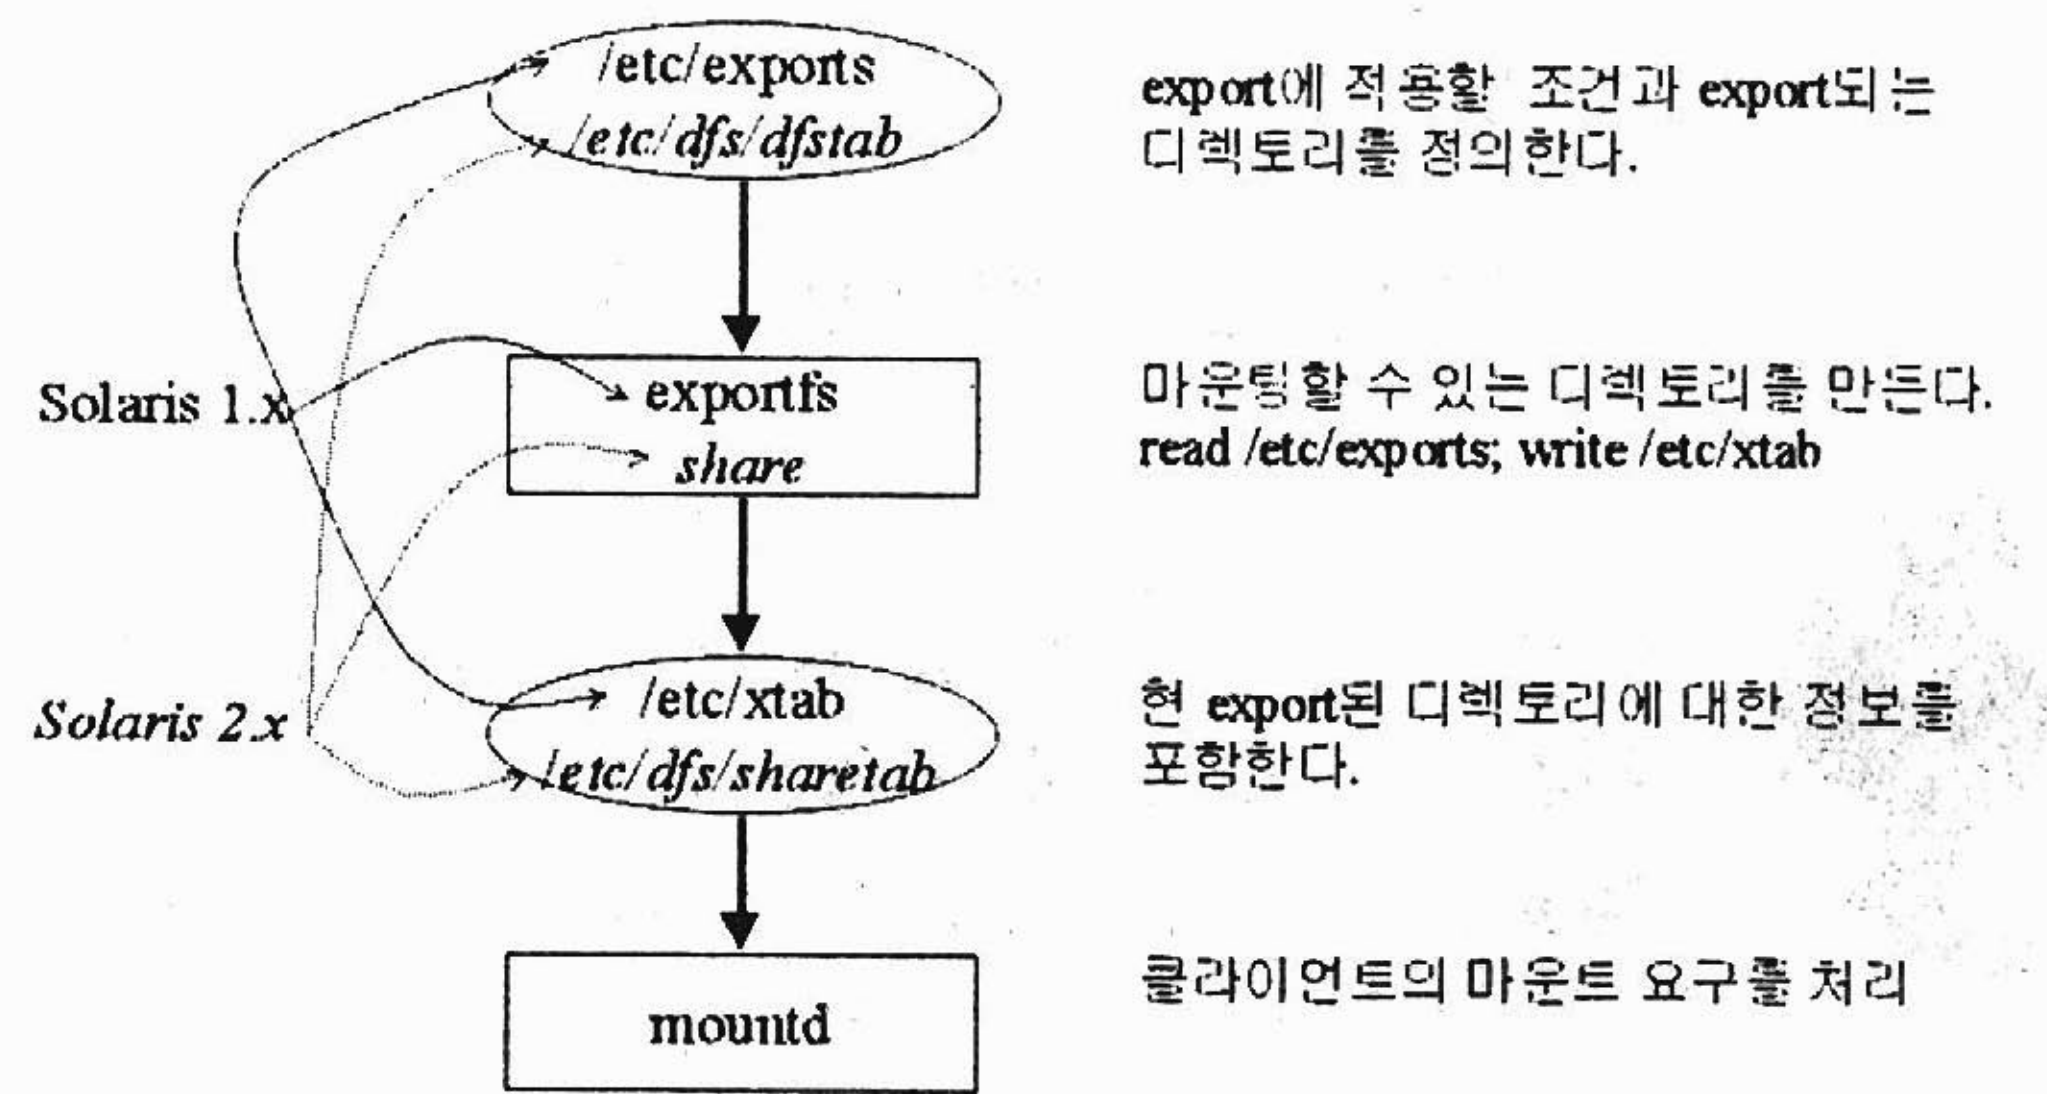 /etc/exports
/etc/dfs/dfstab
export에 적용할 조건과 export되는
디렉토리를 정의한다.
Solaris 1.x
exportfs
share
마운팅할 수 있는 디렉토리를 만든다.
read /etc/exports; write /etc/xtab
Solaris 2.x
/etc/xtab
/etc/dfs/sharetab
현 export된 디렉토리에 대한 정보를
포함한다.
mountd
클라이언트의 마운트 요구를 처리